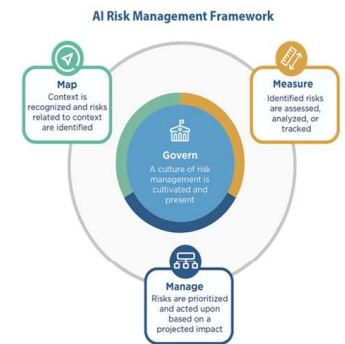 AI Risk Management Framework
Map
Context is
recognized and risks
related to context
are identified
Measure
Identified risks
are assessed,
analyzed, or
tracked
Govern
A culture of risk
management is
cultivated and
present
Manage
Risks are prioritized
and acted upon
based on a
projected impact